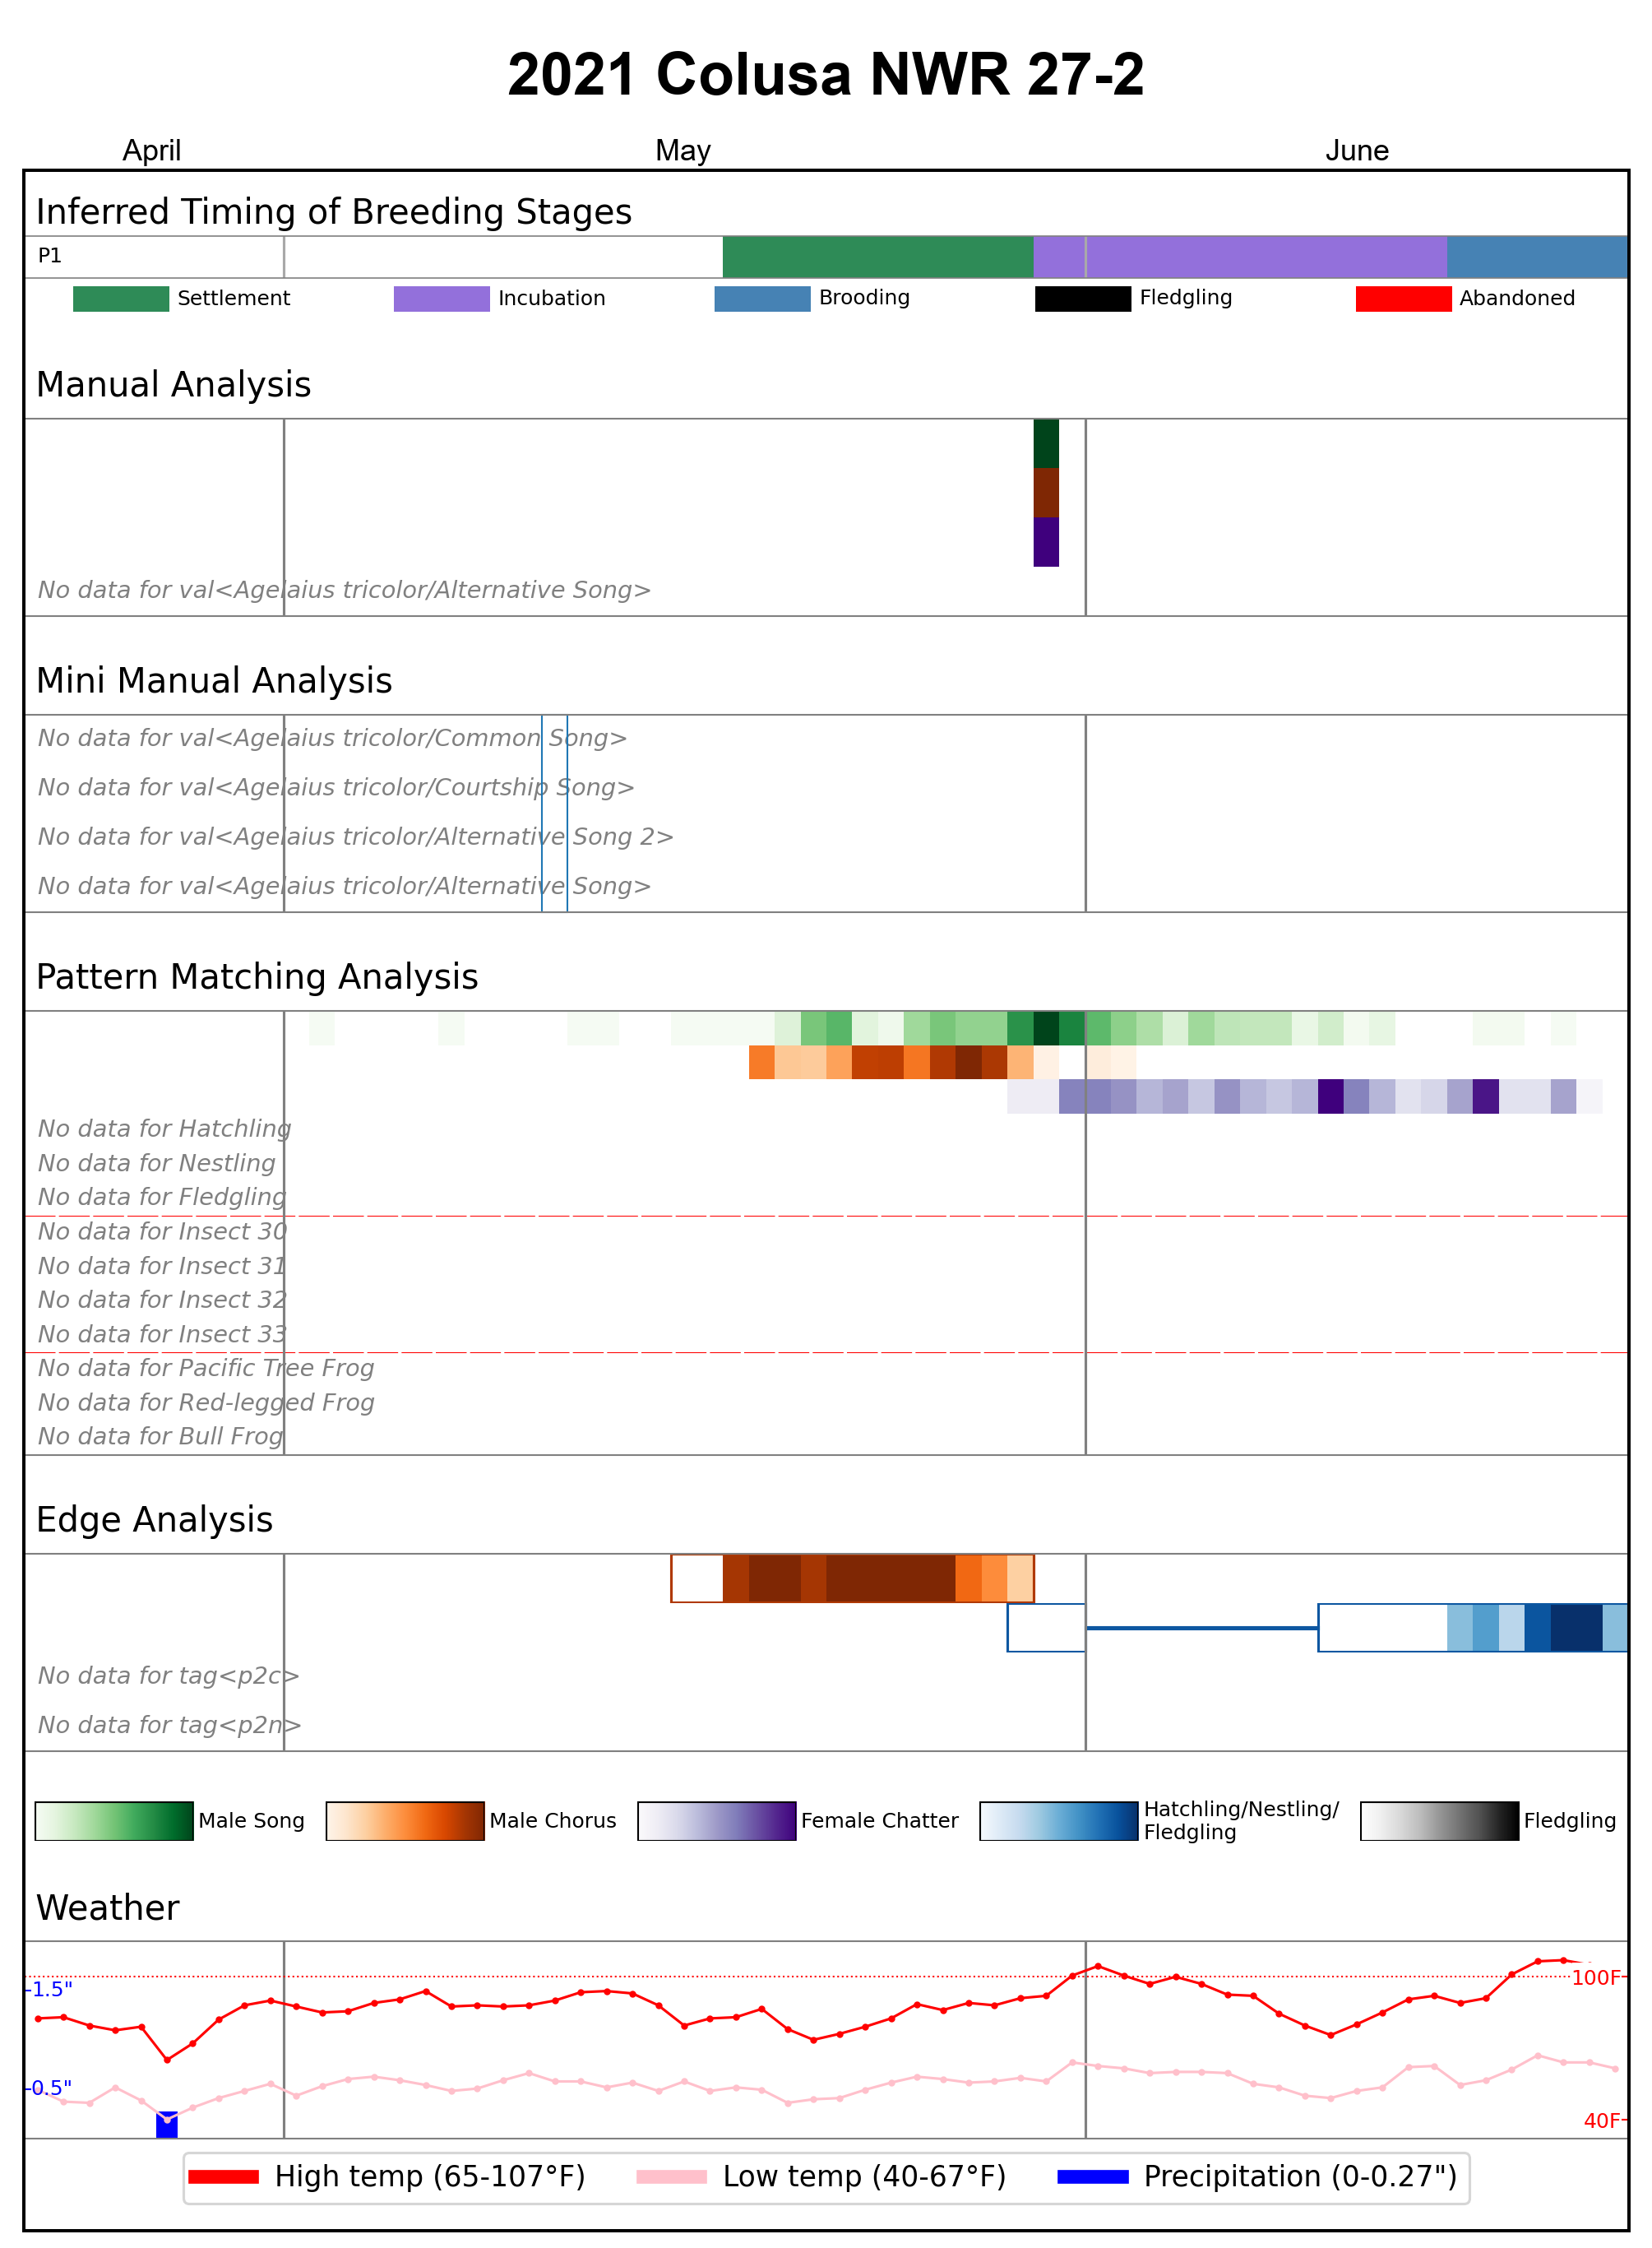 2021 Colusa NWR 27-2
April May June
Inferred Timing of Breeding Stages
P1
Settlement Incubation Brooding Fledgling Abandoned
Manual Analysis
No data for val<Agelaius tricolor/Alternative Song>
Mini Manual Analysis
No data for val<Agelaius tricolor/Common Song>
No data for val<Agelaius tricolor/Courtship Song>
No data for val<Agelaius tricolor/Alternative Song 2>
No data for val<Agelaius tricolor/Alternative Song>
Pattern Matching Analysis
No data for Hatchling
No data for Nestling
No data for Fledgling
No data for Insect 30
No data for Insect 31
No data for Insect 32
No data for Insect 33
No data for Pacific Tree Frog
No data for Red-legged Frog
No data for Bull Frog
Edge Analysis
No data for tag<p2c>
No data for tag<p2n>
Male Song Male Chorus Female Chatter Hatchling/Nestling/
Fledgling Fledgling
Weather
1.5" 100F
0.5" 40F
High temp (65-107°F) Low temp (40-67°F) Precipitation (0-0.27")